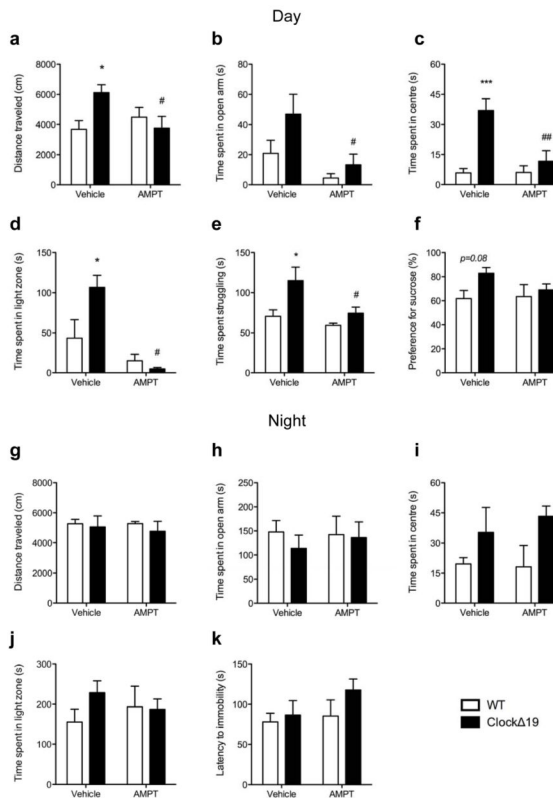 Day
a
b
c
Distance traveled (cm)
8000
6000
4000
2000
0
*
#
Vehicle
AMPT
Time spent in open arm (s)
80
60
40
20
0
#
Vehicle
AMPT
Time spent in centre (s)
60
45
30
15
0
***
##
Vehicle
AMPT
d
e
f
Time spent in light zone (s)
150
100
50
0
*
#
Vehicle
AMPT
Time spent struggling (s)
150
100
50
0
*
#
Vehicle
AMPT
Preference for sucrose (%)
100
80
60
40
20
0
p=0.08
Vehicle
AMPT
Night
g
h
i
Distance traveled (cm)
8000
6000
4000
2000
0
Vehicle
AMPT
Time spent in open arm (s)
250
200
150
100
50
0
Vehicle
AMPT
Time spent in centre (s)
60
45
30
15
0
Vehicle
AMPT
j
k
Time spent in light zone (s)
300
200
100
0
Vehicle
AMPT
Latency to immobility (s)
200
150
100
50
0
Vehicle
AMPT
WT
ClockΔ19